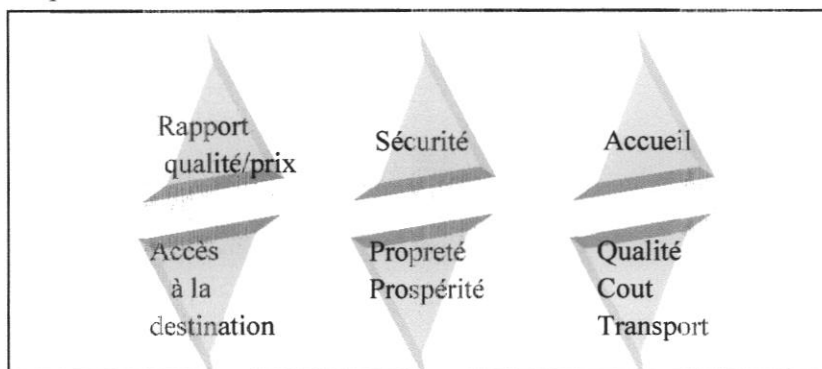 Rapport
qualité/prix
Sécurité
Accueil
Accès
à la
destination
Propreté
Prospérité
Qualité
Cout
Transport